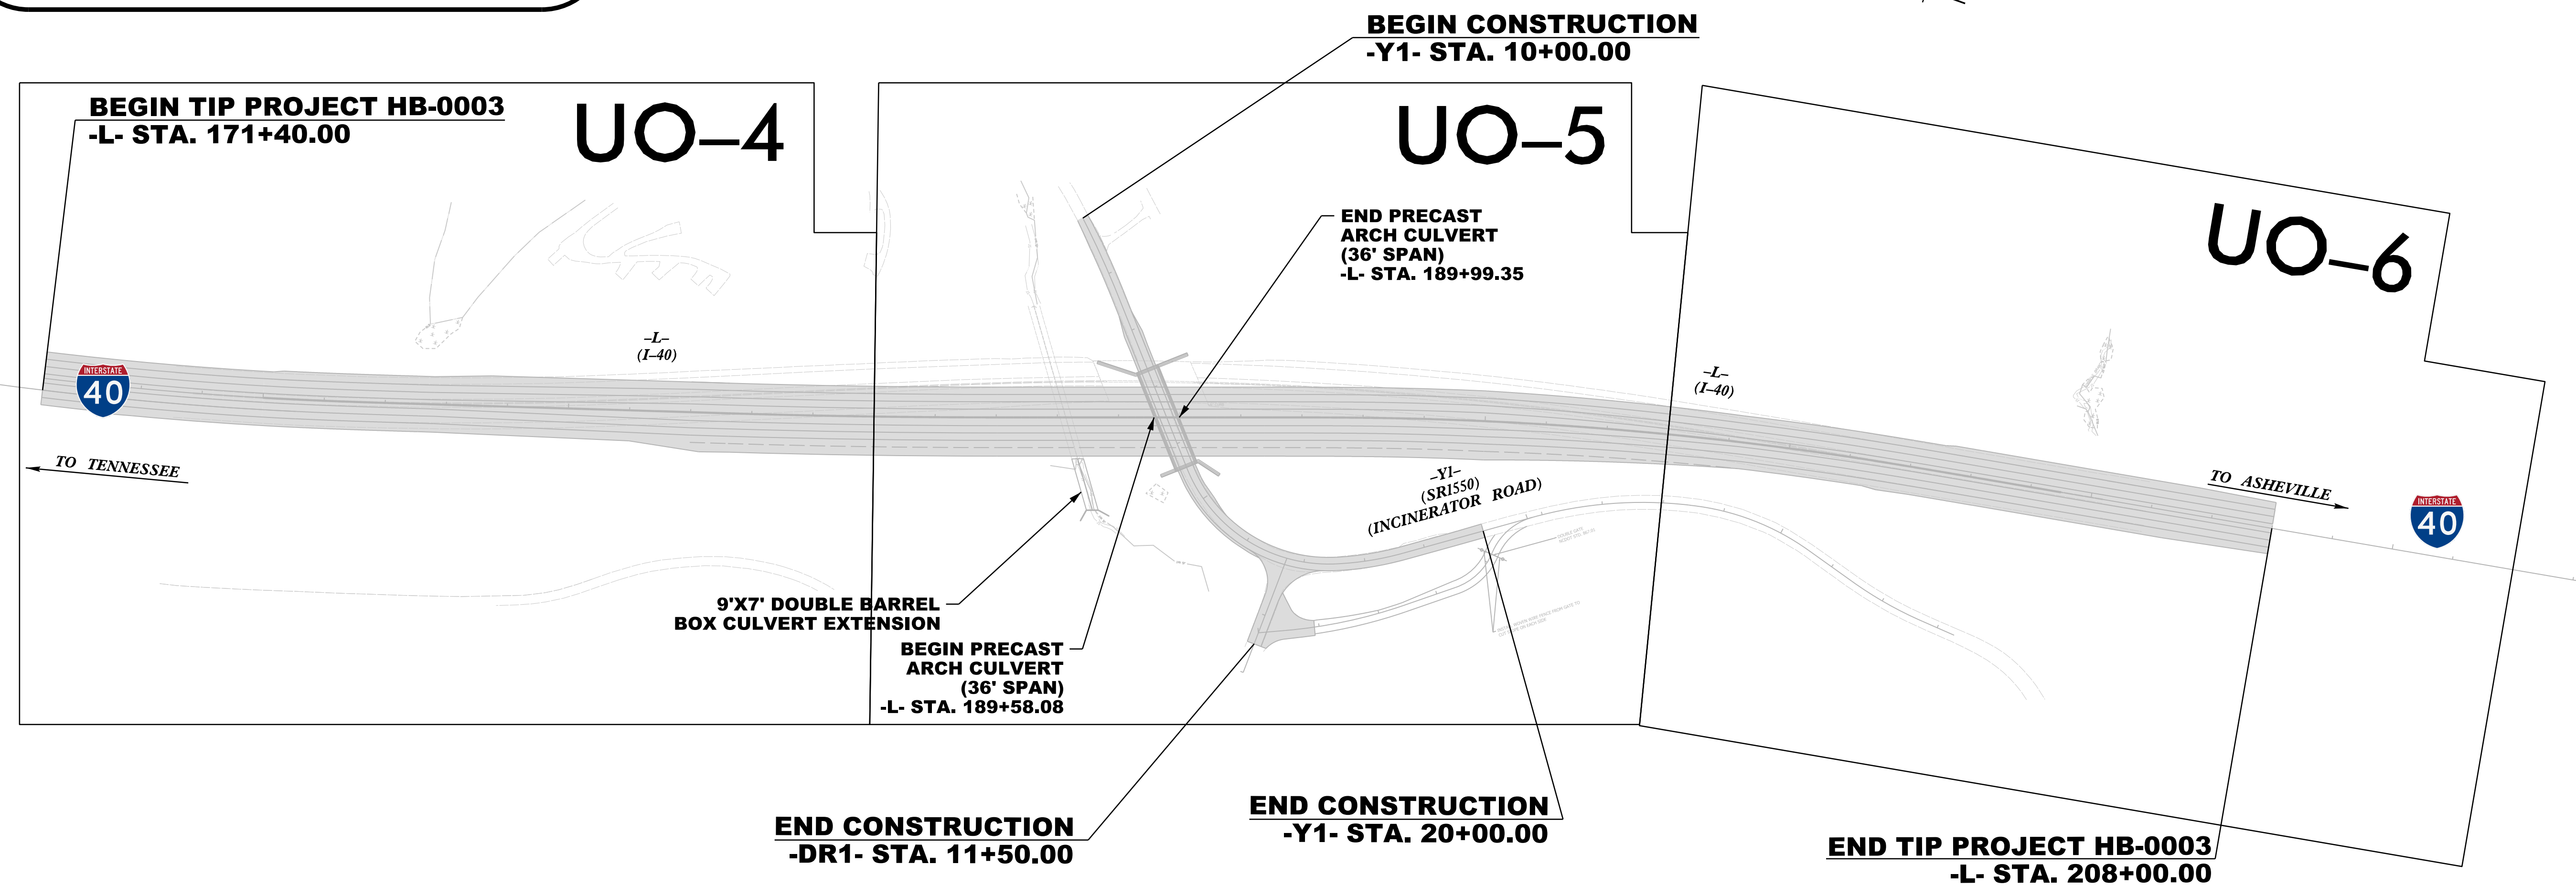 BEGIN CONSTRUCTION
-Y1- STA. 10+00.00
BEGIN TIP PROJECT HB-0003
-L- STA. 171+40.00
UO–4
UO–5
UO–6
END PRECAST
ARCH CULVERT
(36' SPAN)
-L- STA. 189+99.35
–L–
(I–40)
–L–
(I–40)
INTERSTATE
40
TO TENNESSEE
–Y1–
(SR1550)
(INCINERATOR ROAD)
TO ASHEVILLE
INTERSTATE
40
9'X7' DOUBLE BARREL
BOX CULVERT EXTENSION
BEGIN PRECAST
ARCH CULVERT
(36' SPAN)
-L- STA. 189+58.08
END CONSTRUCTION
-DR1- STA. 11+50.00
END CONSTRUCTION
-Y1- STA. 20+00.00
END TIP PROJECT HB-0003
-L- STA. 208+00.00